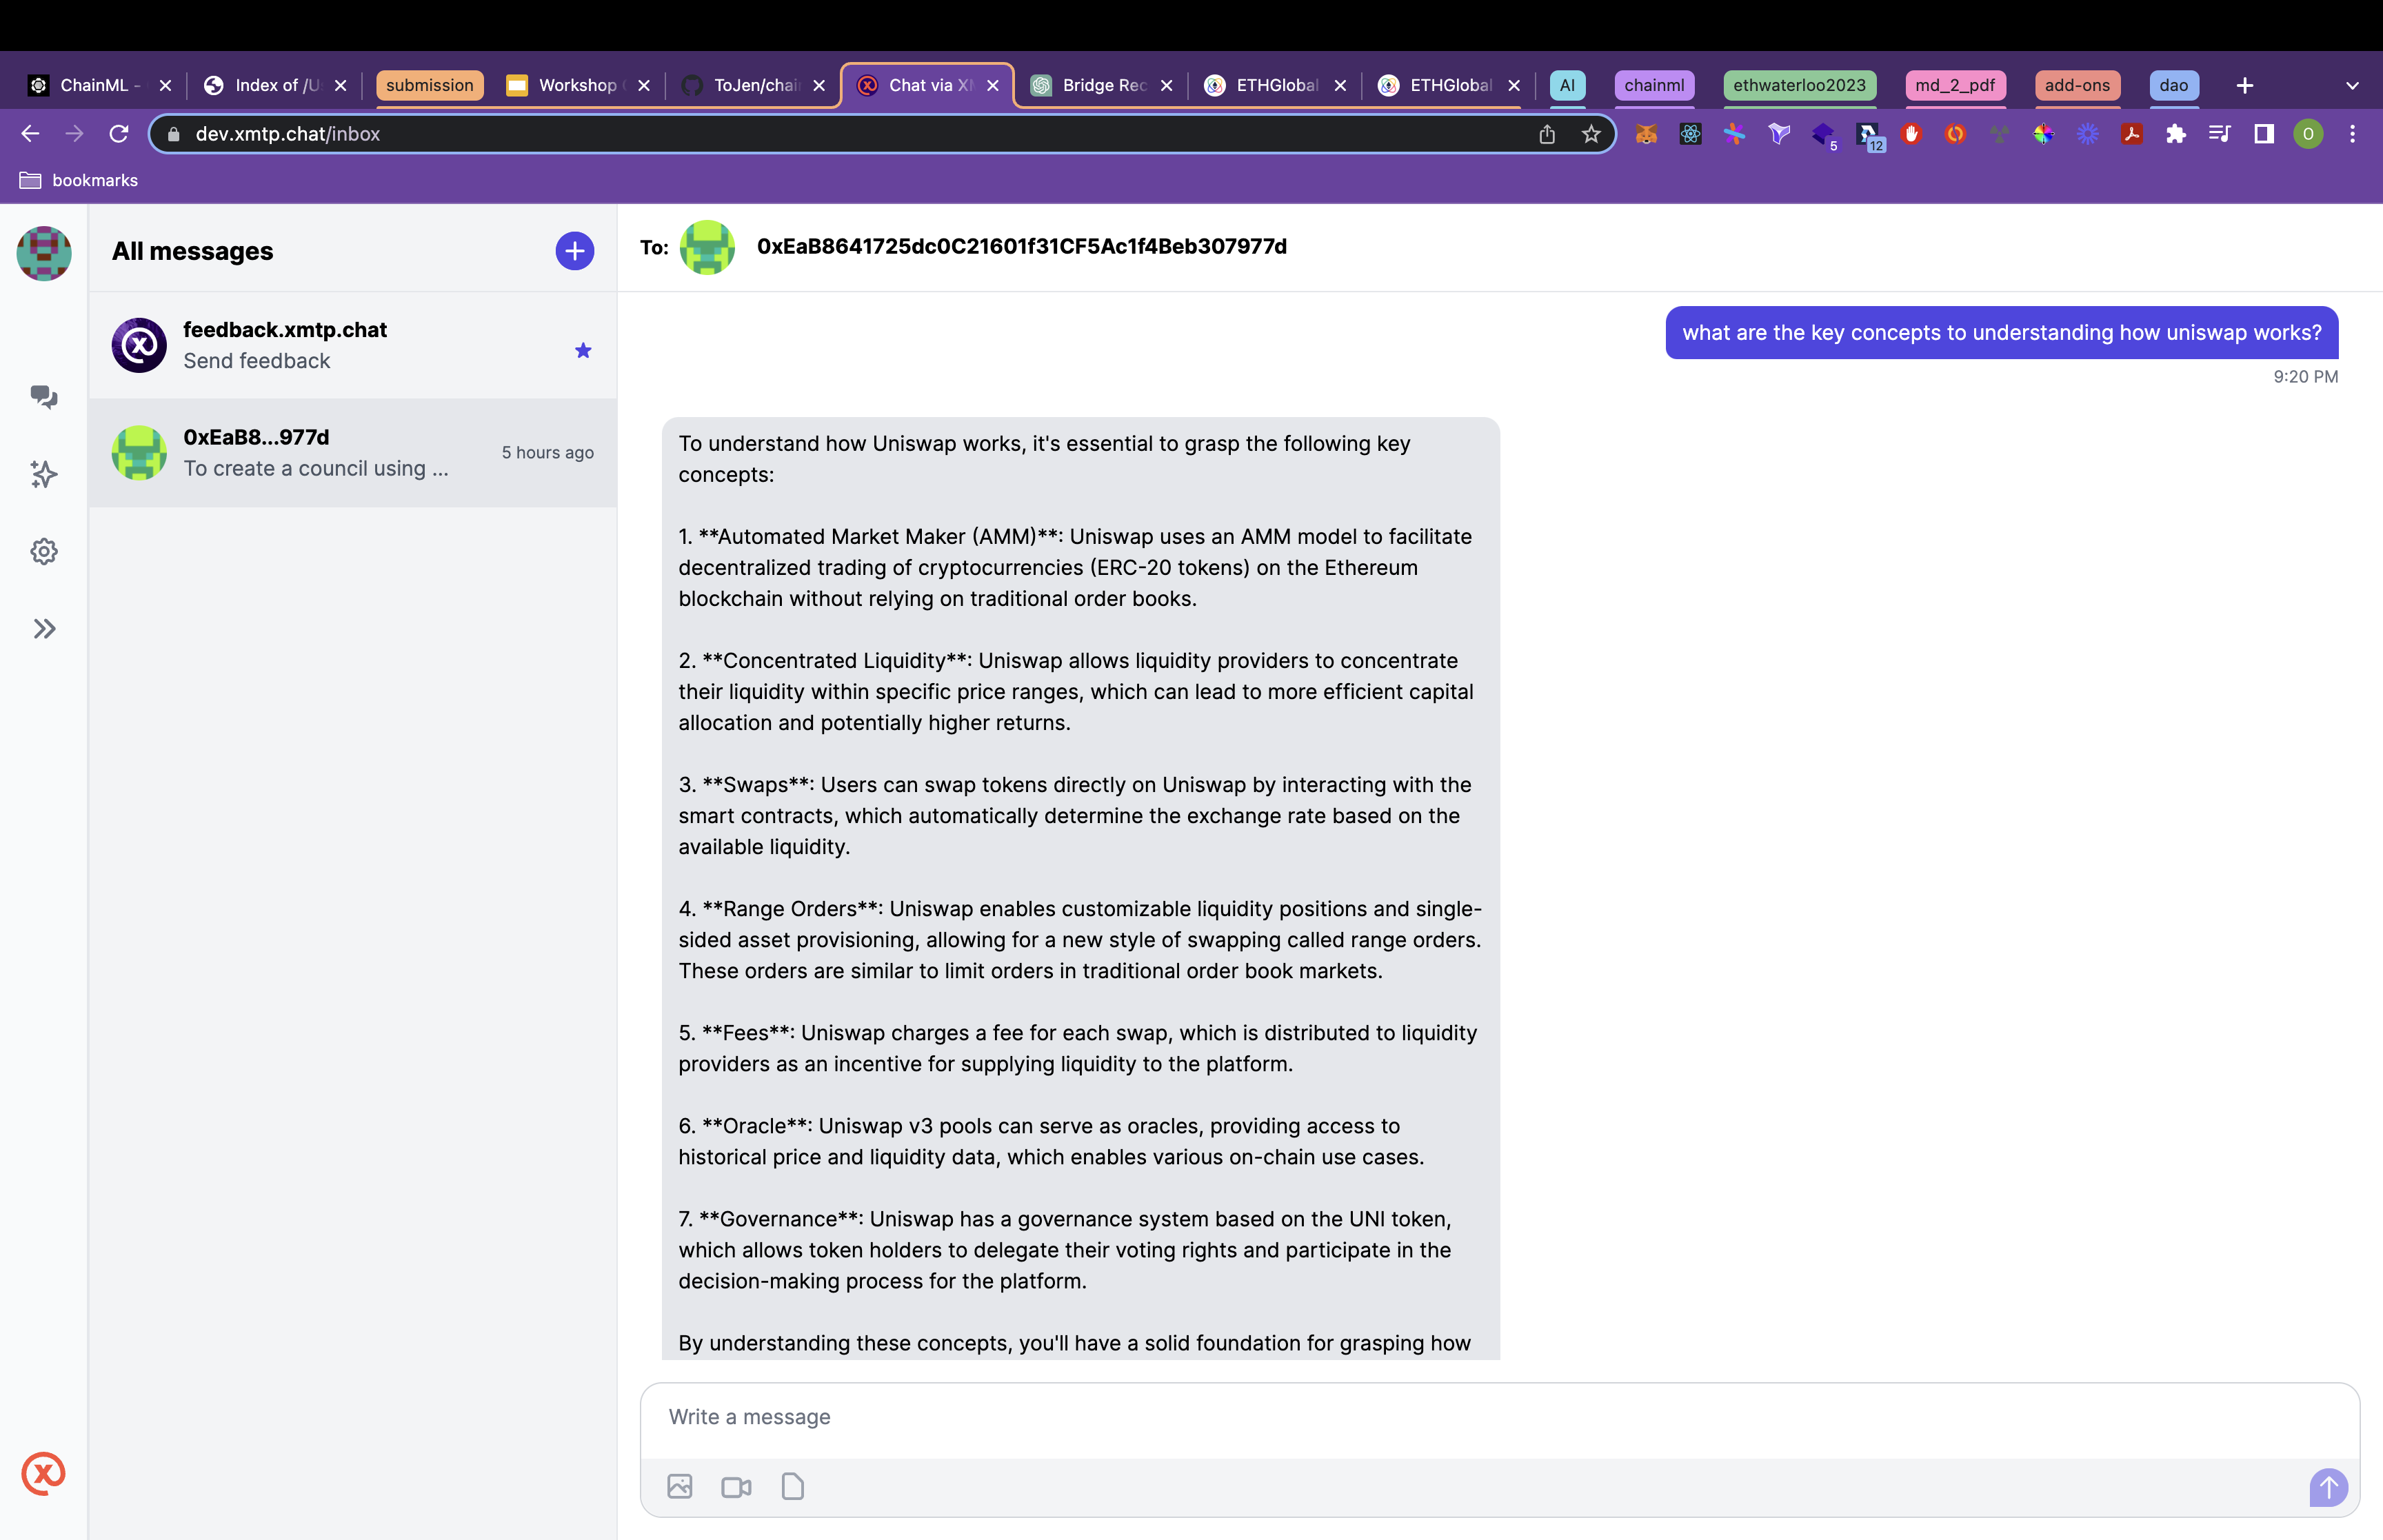 ChainML -
Index of /U
submission
Workshop
ToJen/chai
Chat via X
Bridge Rec
ETHGlobal
ETHGlobal
AI
chainml
ethwaterloo2023
md_2_pdf
add-ons
dao
dev.xmtp.chat/inbox
5
12
O
bookmarks
All messages
feedback.xmtp.chat
Send feedback
0xEaB8...977d
To create a council using ...
5 hours ago
To:
0xEaB8641725dc0C21601f31CF5Ac1f4Beb307977d
what are the key concepts to understanding how uniswap works?
9:20 PM
To understand how Uniswap works, it's essential to grasp the following key
concepts:
1. **Automated Market Maker (AMM)**: Uniswap uses an AMM model to facilitate
decentralized trading of cryptocurrencies (ERC-20 tokens) on the Ethereum
blockchain without relying on traditional order books.
2. **Concentrated Liquidity**: Uniswap allows liquidity providers to concentrate
their liquidity within specific price ranges, which can lead to more efficient capital
allocation and potentially higher returns.
3. **Swaps**: Users can swap tokens directly on Uniswap by interacting with the
smart contracts, which automatically determine the exchange rate based on the
available liquidity.
4. **Range Orders**: Uniswap enables customizable liquidity positions and single-
sided asset provisioning, allowing for a new style of swapping called range orders.
These orders are similar to limit orders in traditional order book markets.
5. **Fees**: Uniswap charges a fee for each swap, which is distributed to liquidity
providers as an incentive for supplying liquidity to the platform.
6. **Oracle**: Uniswap v3 pools can serve as oracles, providing access to
historical price and liquidity data, which enables various on-chain use cases.
7. **Governance**: Uniswap has a governance system based on the UNI token,
which allows token holders to delegate their voting rights and participate in the
decision-making process for the platform.
By understanding these concepts, you'll have a solid foundation for grasping how
Write a message